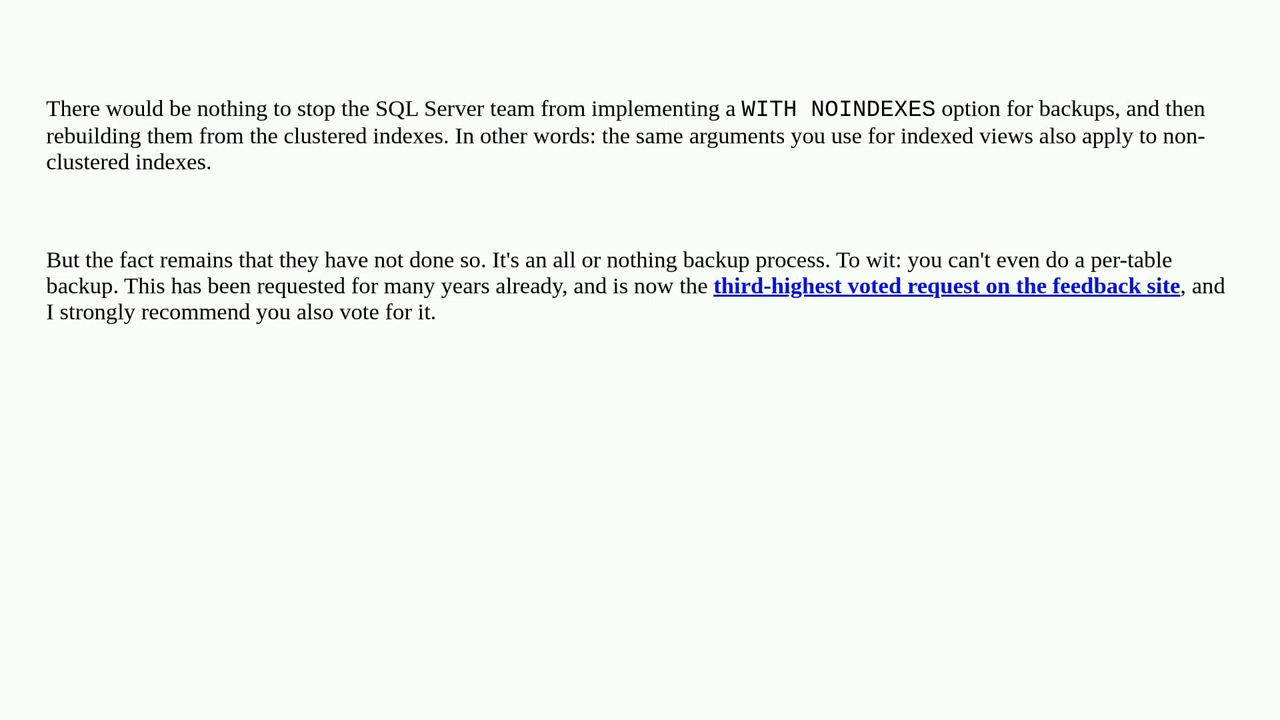 There would be nothing to stop the SQL Server team from implementing a WITH NOINDEXES option for backups, and then
rebuilding them from the clustered indexes. In other words: the same arguments you use for indexed views also apply to non-
clustered indexes.
But the fact remains that they have not done so. It's an all or nothing backup process. To wit: you can't even do a per-table
backup. This has been requested for many years already, and is now the third-highest voted request on the feedback site, and
I strongly recommend you also vote for it.